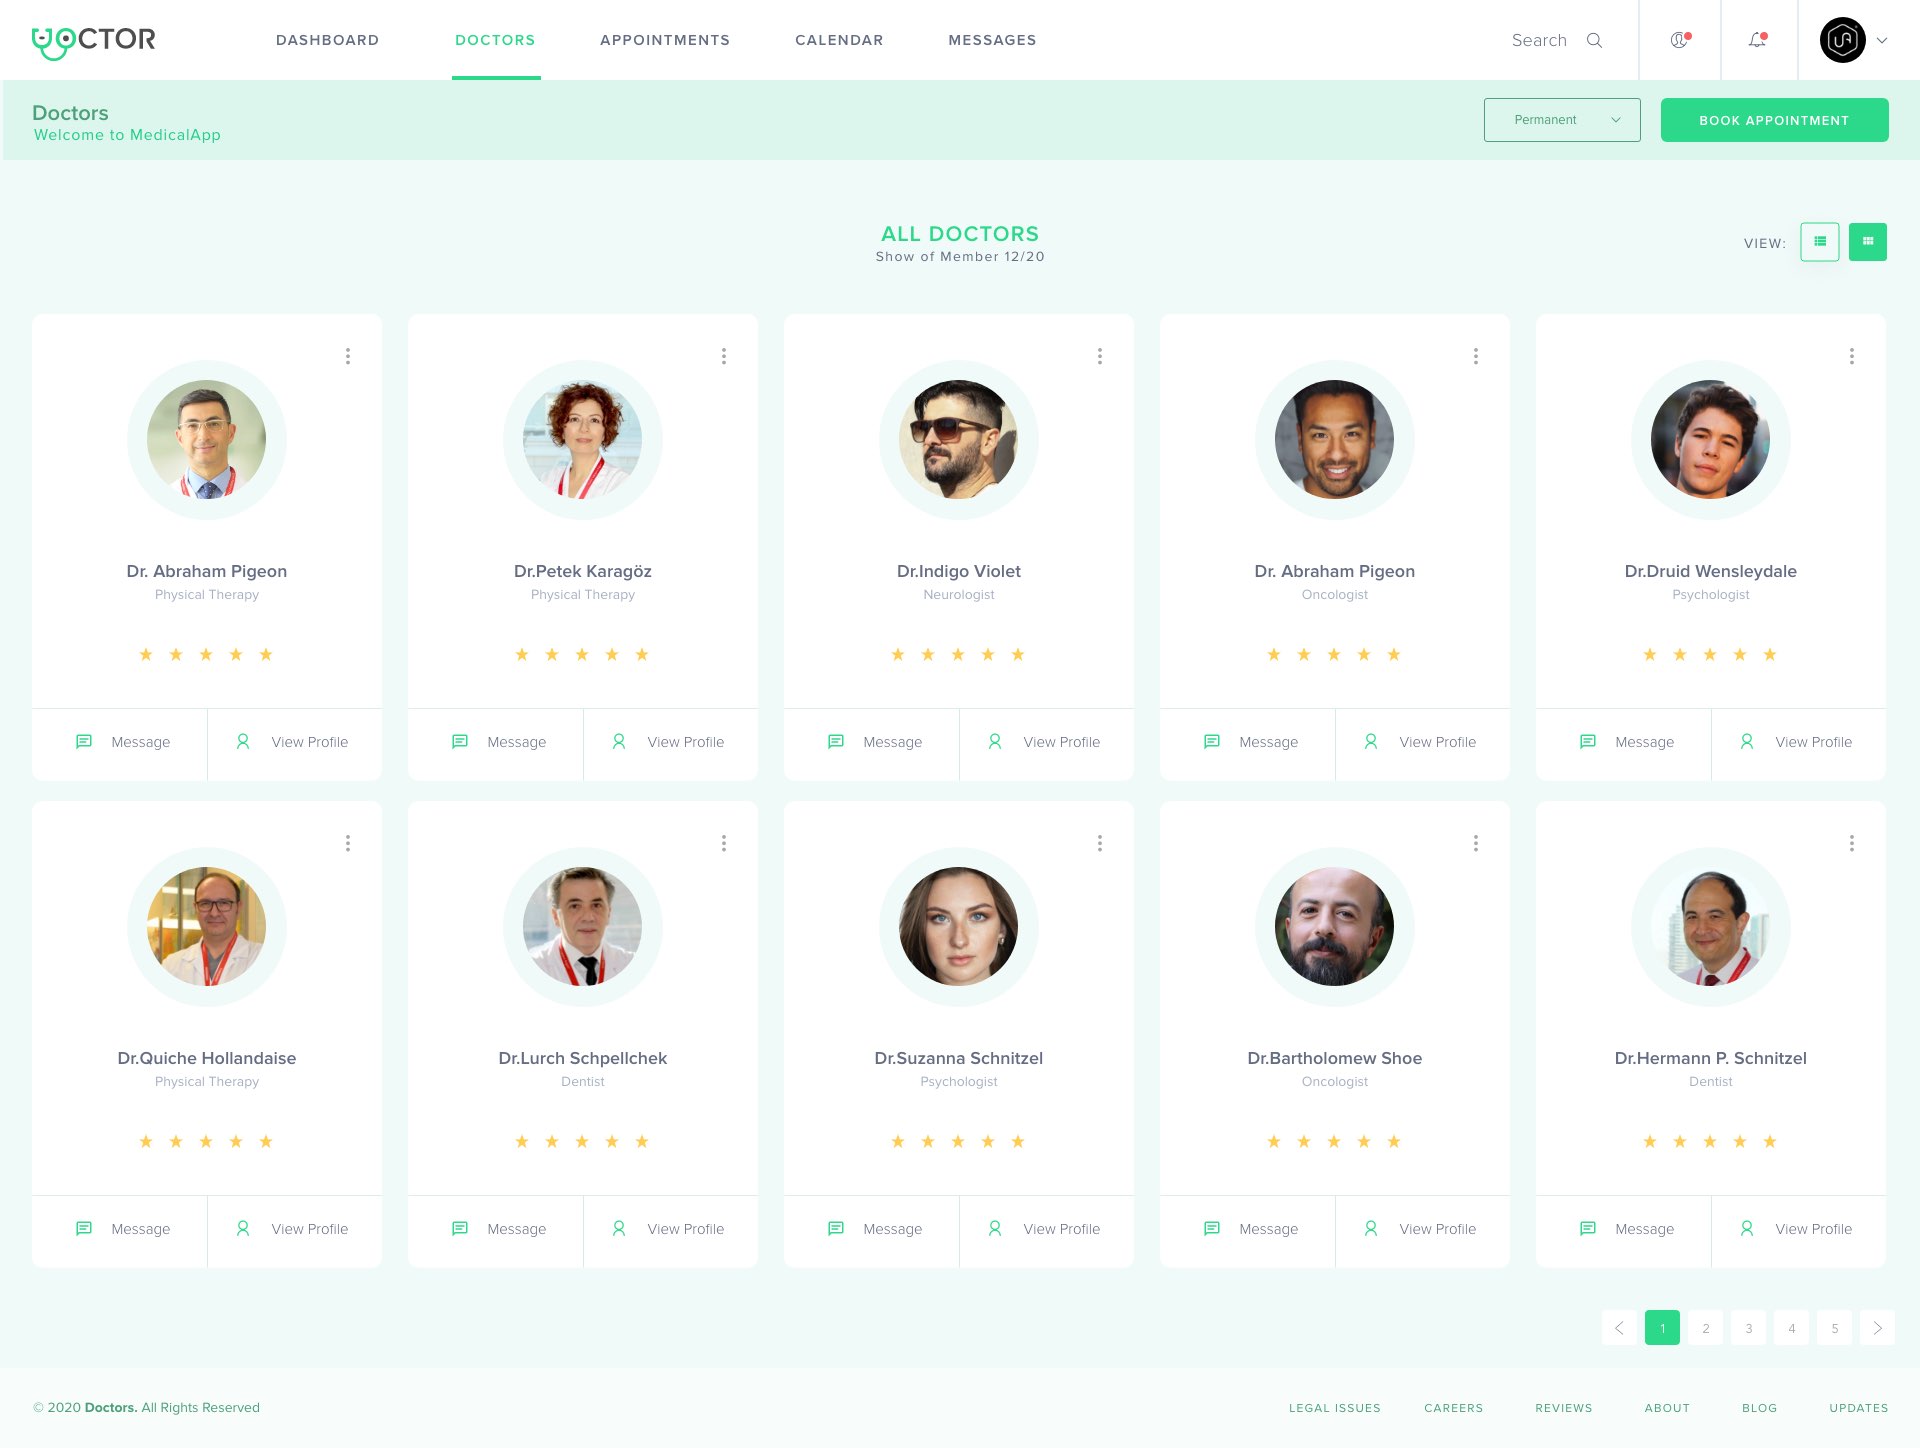 DOCTOR
DASHBOARD DOCTORS APPOINTMENTS CALENDAR MESSAGES Search
Doctors
Welcome to MedicalApp
Permanent BOOK APPOINTMENT
ALL DOCTORS
Show of Member 12/20
VIEW:
Dr. Abraham Pigeon Dr.Petek Karagöz Dr.Indigo Violet Dr. Abraham Pigeon Dr.Druid Wensleydale
Physical Therapy Physical Therapy Neurologist Oncologist Psychologist
Message View Profile Message View Profile Message View Profile Message View Profile Message View Profile
Dr.Quiche Hollandaise Dr.Lurch Schpellchek Dr.Suzanna Schnitzel Dr.Bartholomew Shoe Dr.Hermann P. Schnitzel
Physical Therapy Dentist Psychologist Oncologist Dentist
Message View Profile Message View Profile Message View Profile Message View Profile Message View Profile
1 2 3 4 5
© 2020 Doctors. All Rights Reserved LEGAL ISSUES CAREERS REVIEWS ABOUT BLOG UPDATES